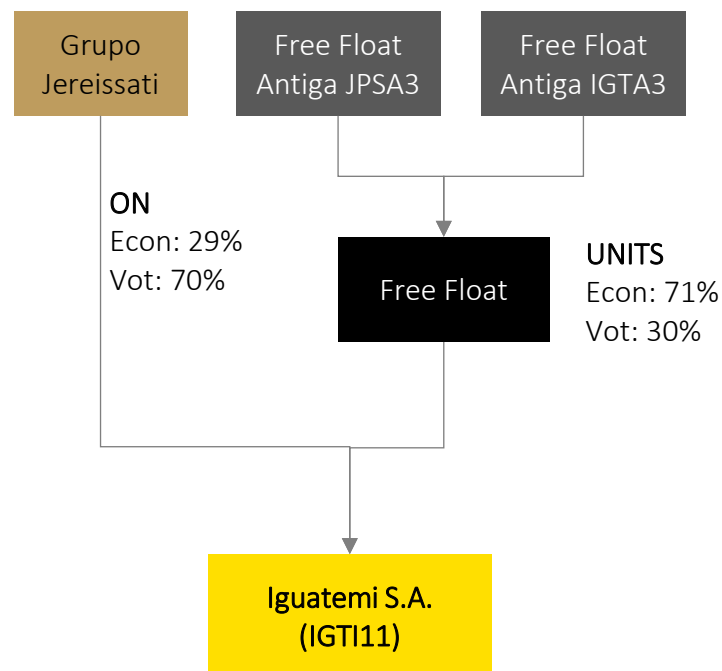 Grupo
Jereissati
Free Float
Antiga JPSA3
Free Float
Antiga IGTA3
ON
Econ: 29%
Vot: 70%
Free Float
UNITS
Econ: 71%
Vot: 30%
Iguatemi S.A.
(IGTI11)